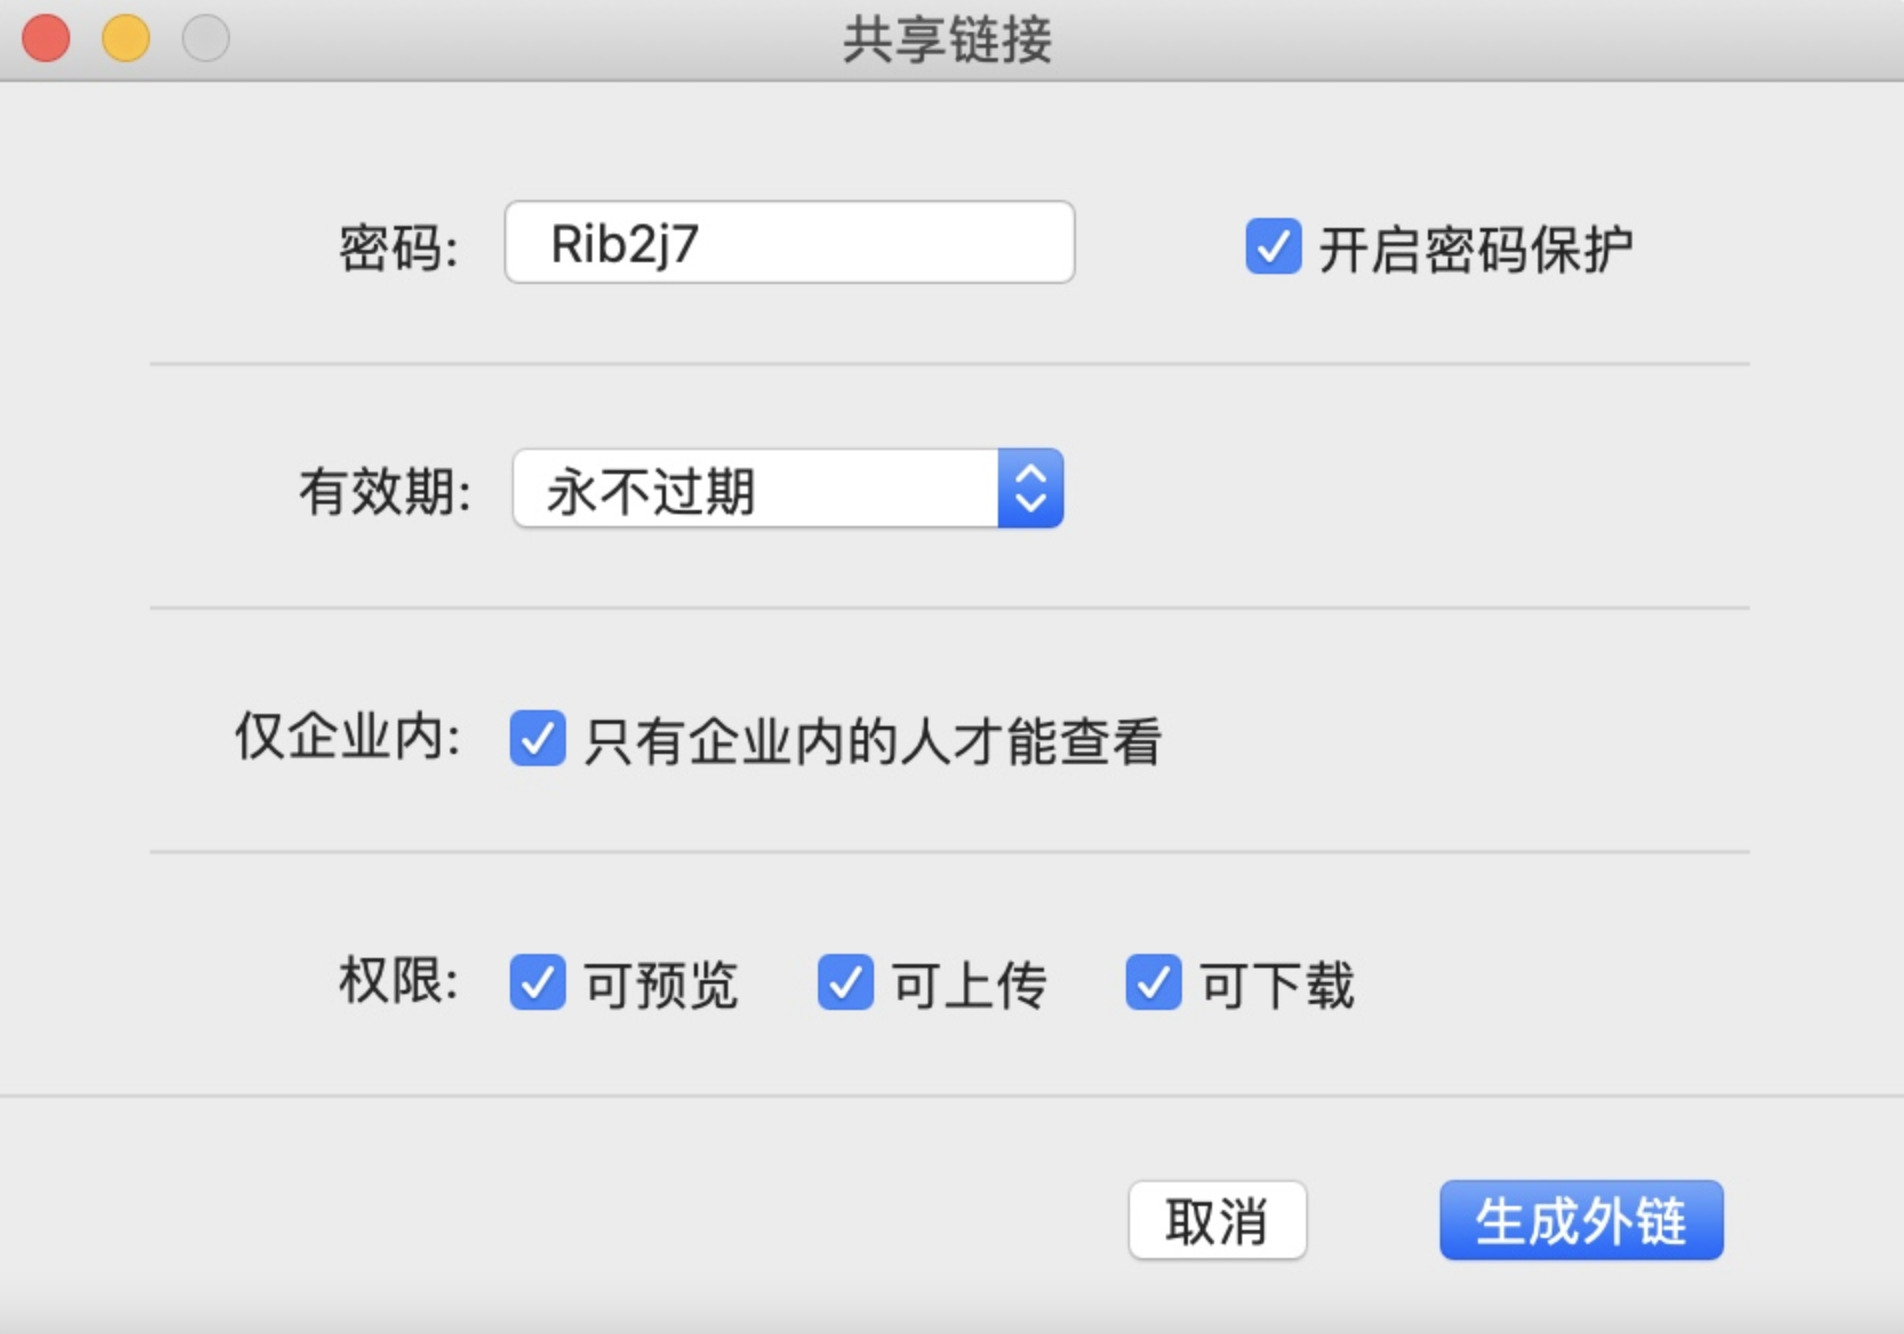 共享链接
密码: Rib2j7 开启密码保护
有效期: 永不过期
仅企业内: 只有企业内的人才能查看
权限: 可预览 可上传 可下载
取消 生成外链